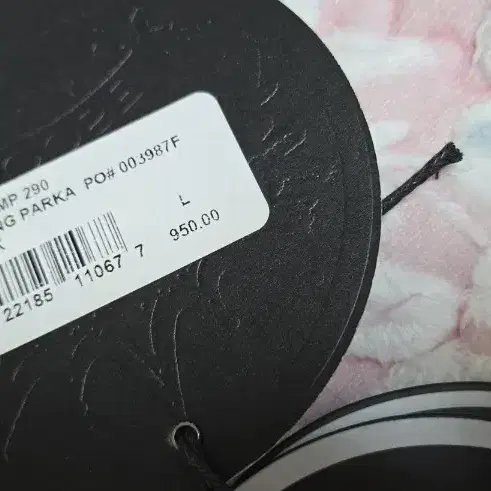 MP 290
NG PARKA PO# 003987F
K
L
22185 11067 7
950.00